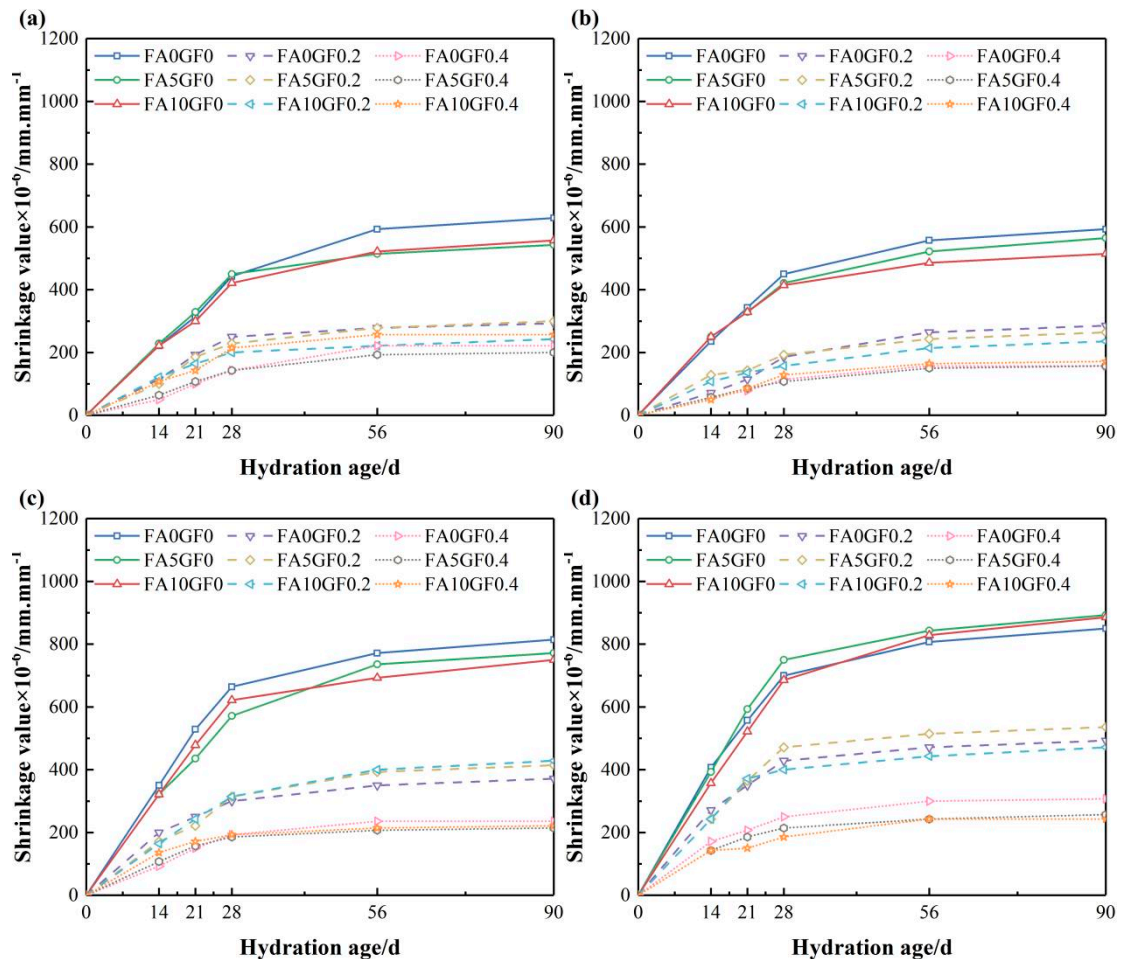 (a)
FA0GF0 FA0GF0.2 FA0GF0.4
FA5GF0 FA5GF0.2 FA5GF0.4
FA10GF0 FA10GF0.2 FA10GF0.4
1200
1000
800
600
400
200
0
Shrinkage value×10⁻⁶/mm.mm⁻¹
0 14 21 28 56 90
Hydration age/d
(b)
FA0GF0 FA0GF0.2 FA0GF0.4
FA5GF0 FA5GF0.2 FA5GF0.4
FA10GF0 FA10GF0.2 FA10GF0.4
1200
1000
800
600
400
200
0
Shrinkage value×10⁻⁶/mm.mm⁻¹
0 14 21 28 56 90
Hydration age/d
(c)
FA0GF0 FA0GF0.2 FA0GF0.4
FA5GF0 FA5GF0.2 FA5GF0.4
FA10GF0 FA10GF0.2 FA10GF0.4
1200
1000
800
600
400
200
0
Shrinkage value×10⁻⁶/mm.mm⁻¹
0 14 21 28 56 90
Hydration age/d
(d)
FA0GF0 FA0GF0.2 FA0GF0.4
FA5GF0 FA5GF0.2 FA5GF0.4
FA10GF0 FA10GF0.2 FA10GF0.4
1200
1000
800
600
400
200
0
Shrinkage value×10⁻⁶/mm.mm⁻¹
0 14 21 28 56 90
Hydration age/d